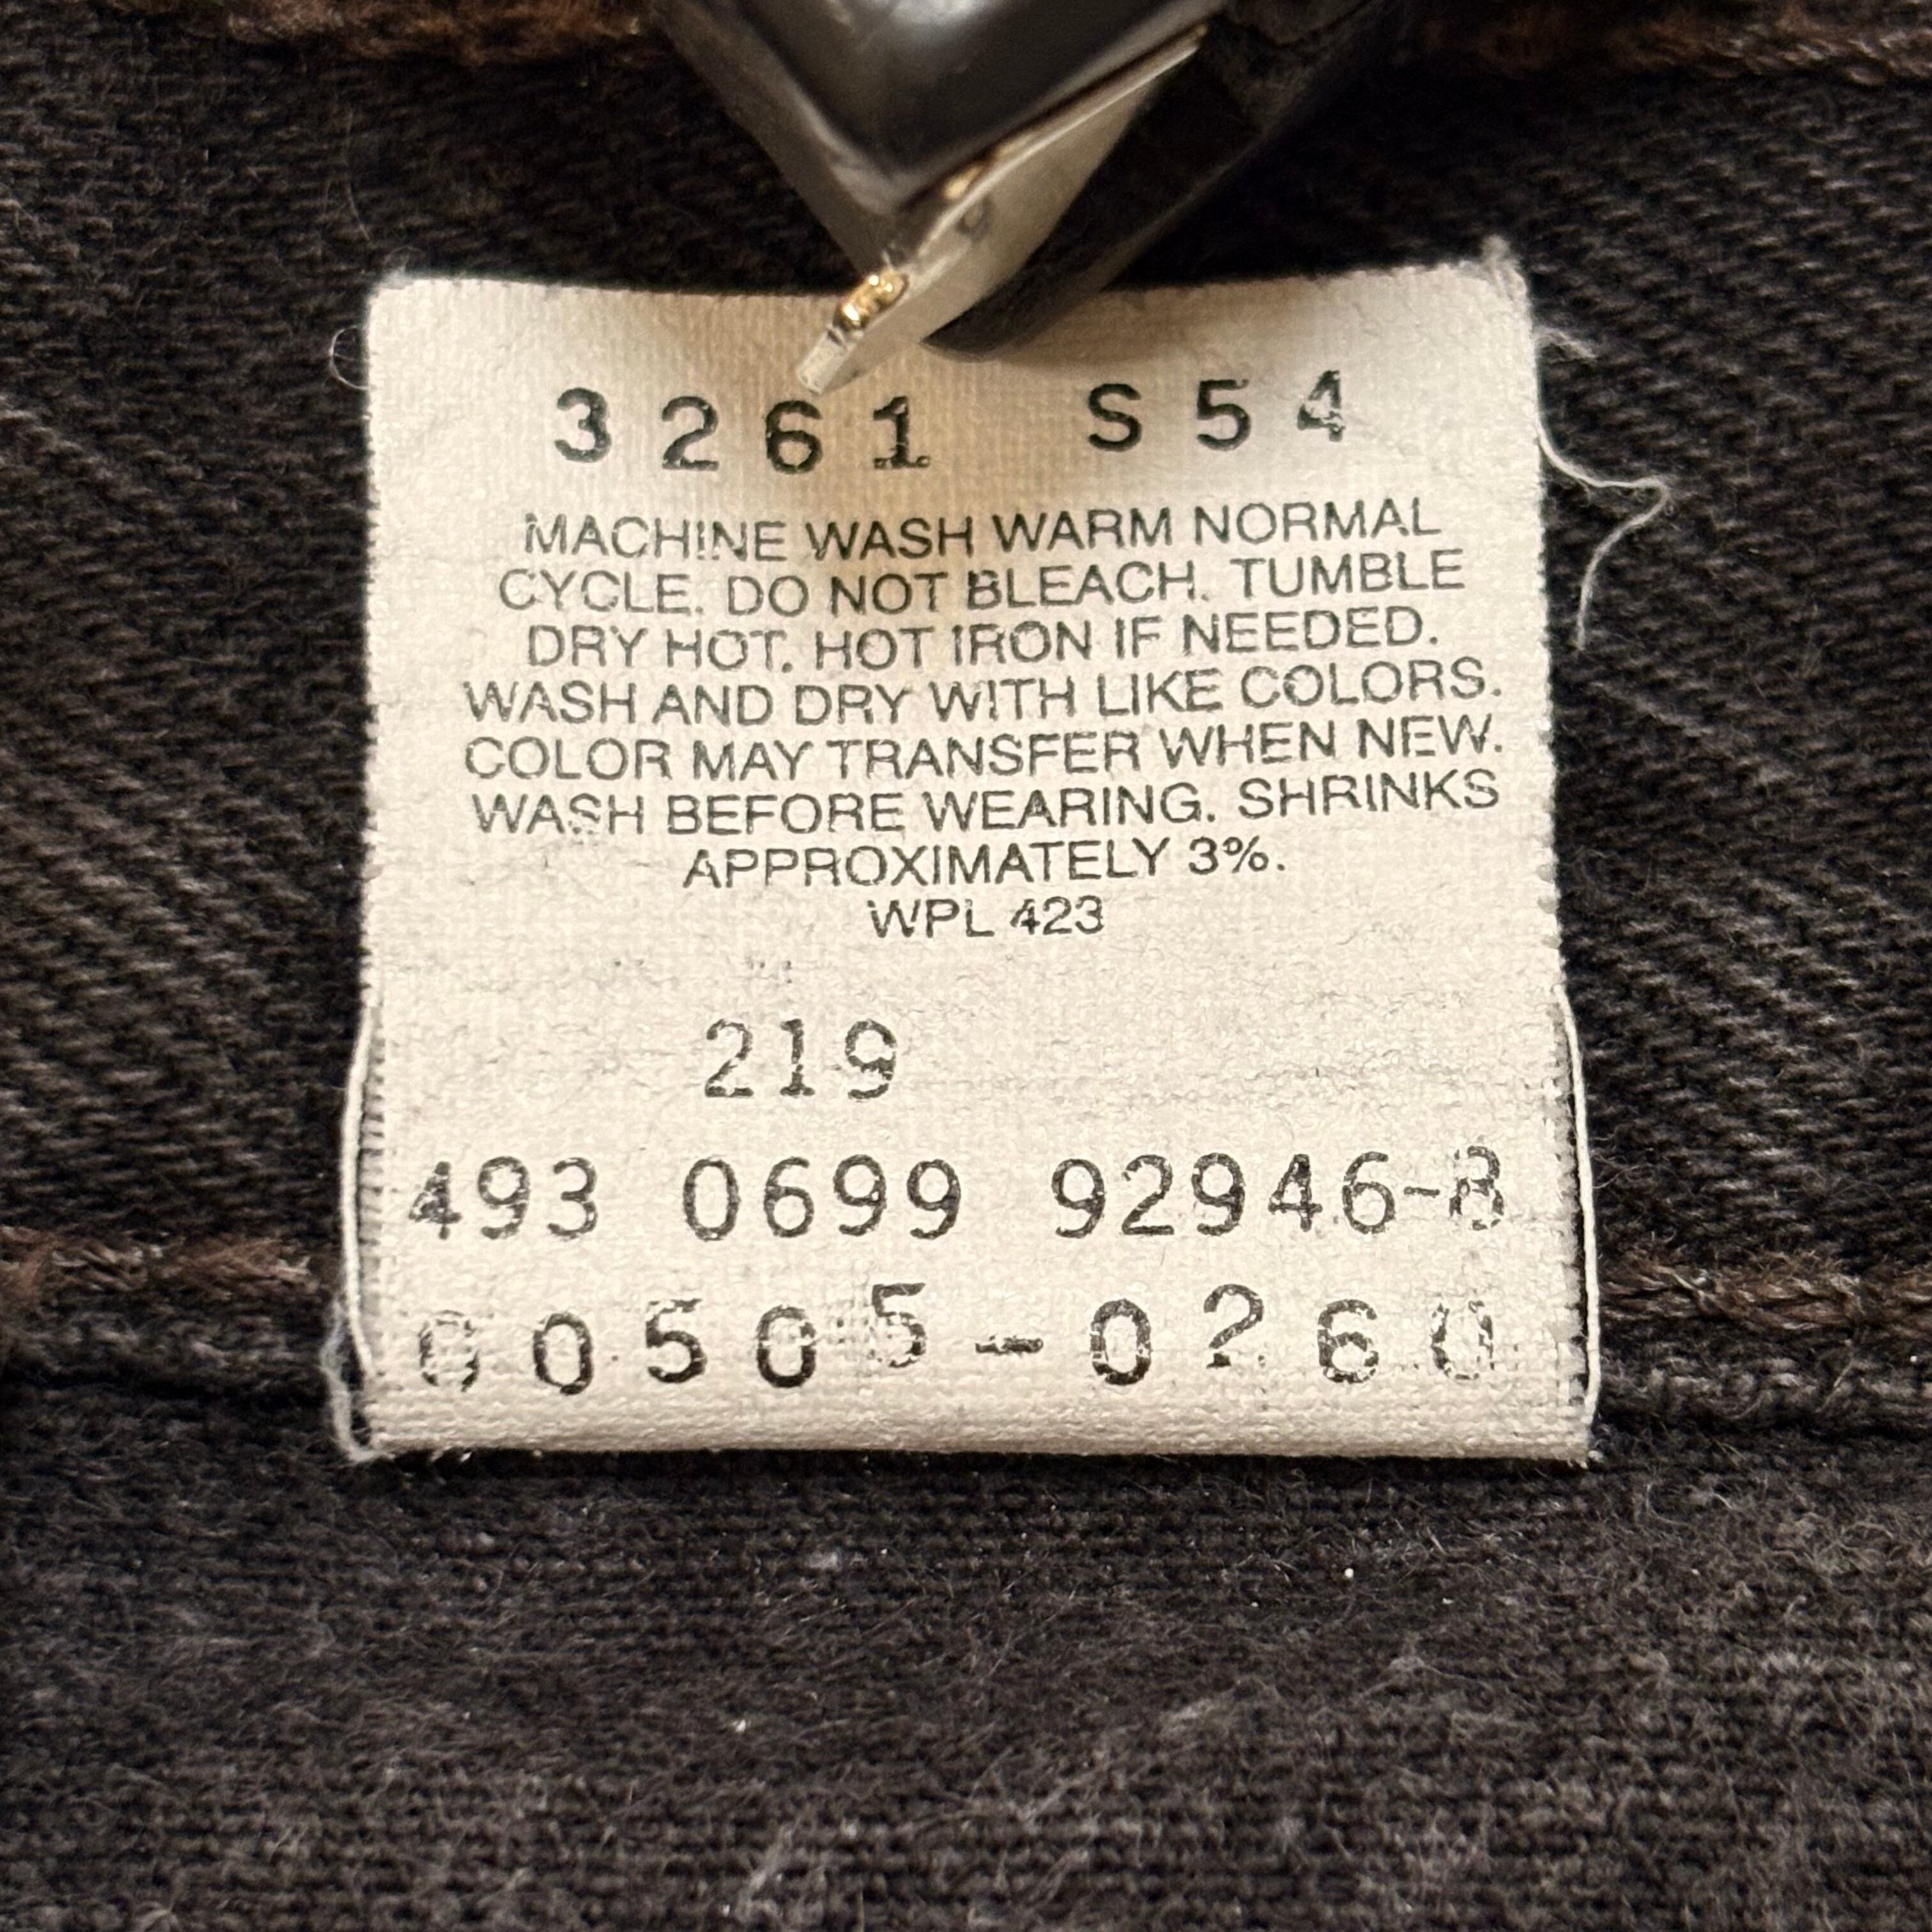 3261 S54
MACHINE WASH WARM NORMAL
CYCLE. DO NOT BLEACH. TUMBLE
DRY HOT. HOT IRON IF NEEDED.
WASH AND DRY WITH LIKE COLORS.
COLOR MAY TRANSFER WHEN NEW.
WASH BEFORE WEARING. SHRINKS
APPROXIMATELY 3%.
WPL 423
219
493 0699 92946-8
00505-0260